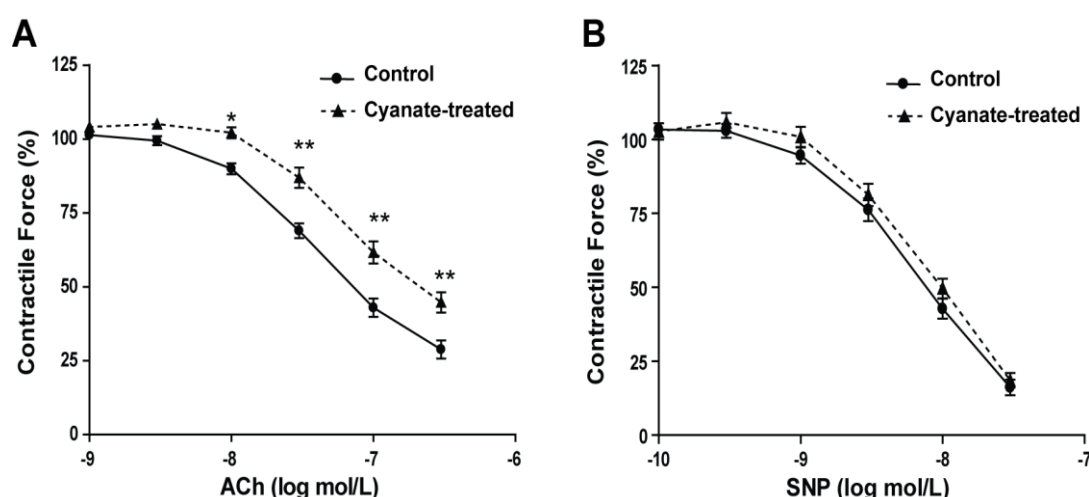 A
Contractile Force (%)
125
100
75
50
25
0
Control
Cyanate-treated
*
**
**
**
-9
-8
-7
-6
ACh (log mol/L)
B
Contractile Force (%)
125
100
75
50
25
0
Control
Cyanate-treated
-10
-9
-8
-7
SNP (log mol/L)